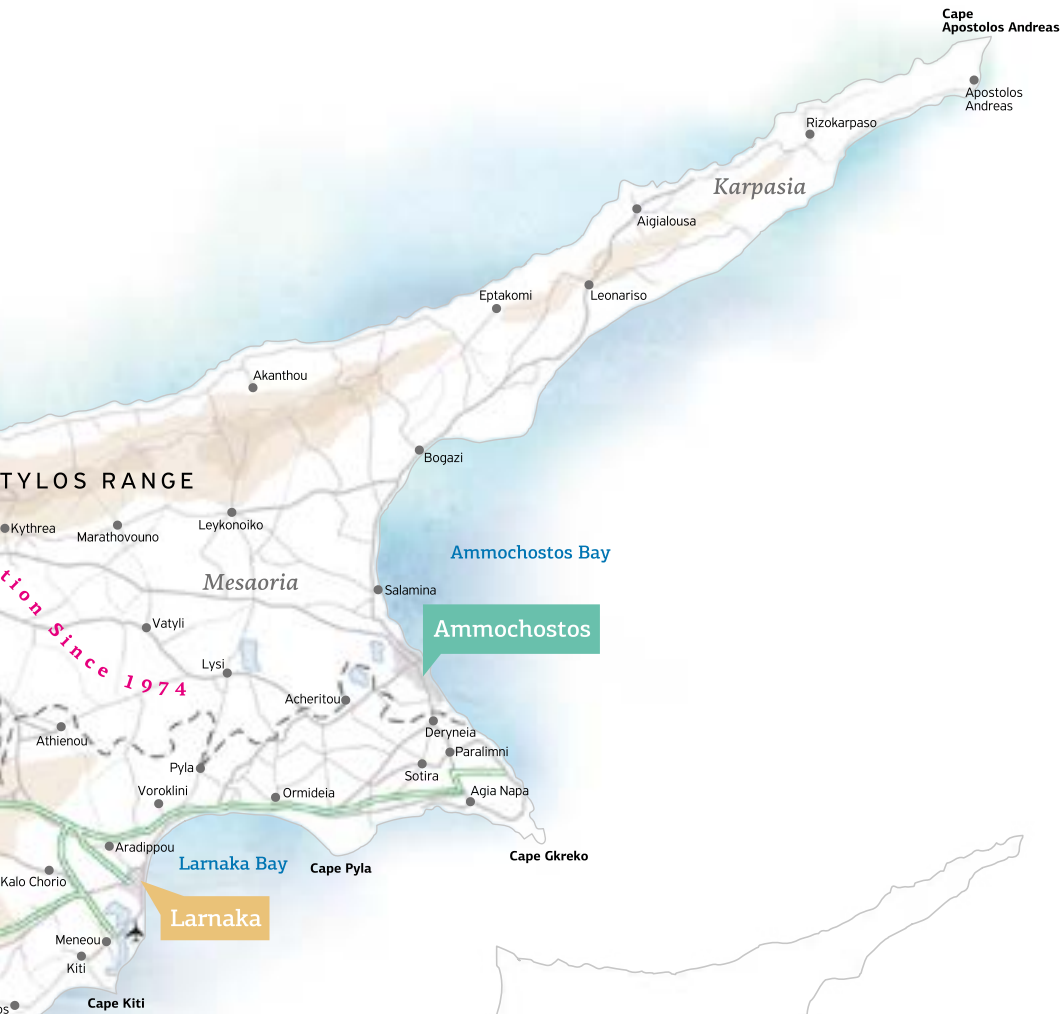 Cape
Apostolos Andreas
Apostolos
Andreas
Rizokarpaso
Karpasia
Aigialousa
Eptakomi
Leonariso
Akanthou
Bogazi
TYLOS RANGE
Kythrea
Marathovouno
Leykonoiko
Ammochostos Bay
Mesaoria
Salamina
tion Since 1974
Vatyli
Ammochostos
Lysi
Acheritou
Athienou
Deryneia
Paralimni
Pyla
Sotira
Voroklini
Ormideia
Agia Napa
Aradippou
Cape Gkreko
Larnaka Bay
Cape Pyla
Kalo Chorio
Larnaka
Meneou
Kiti
Cape Kiti
os